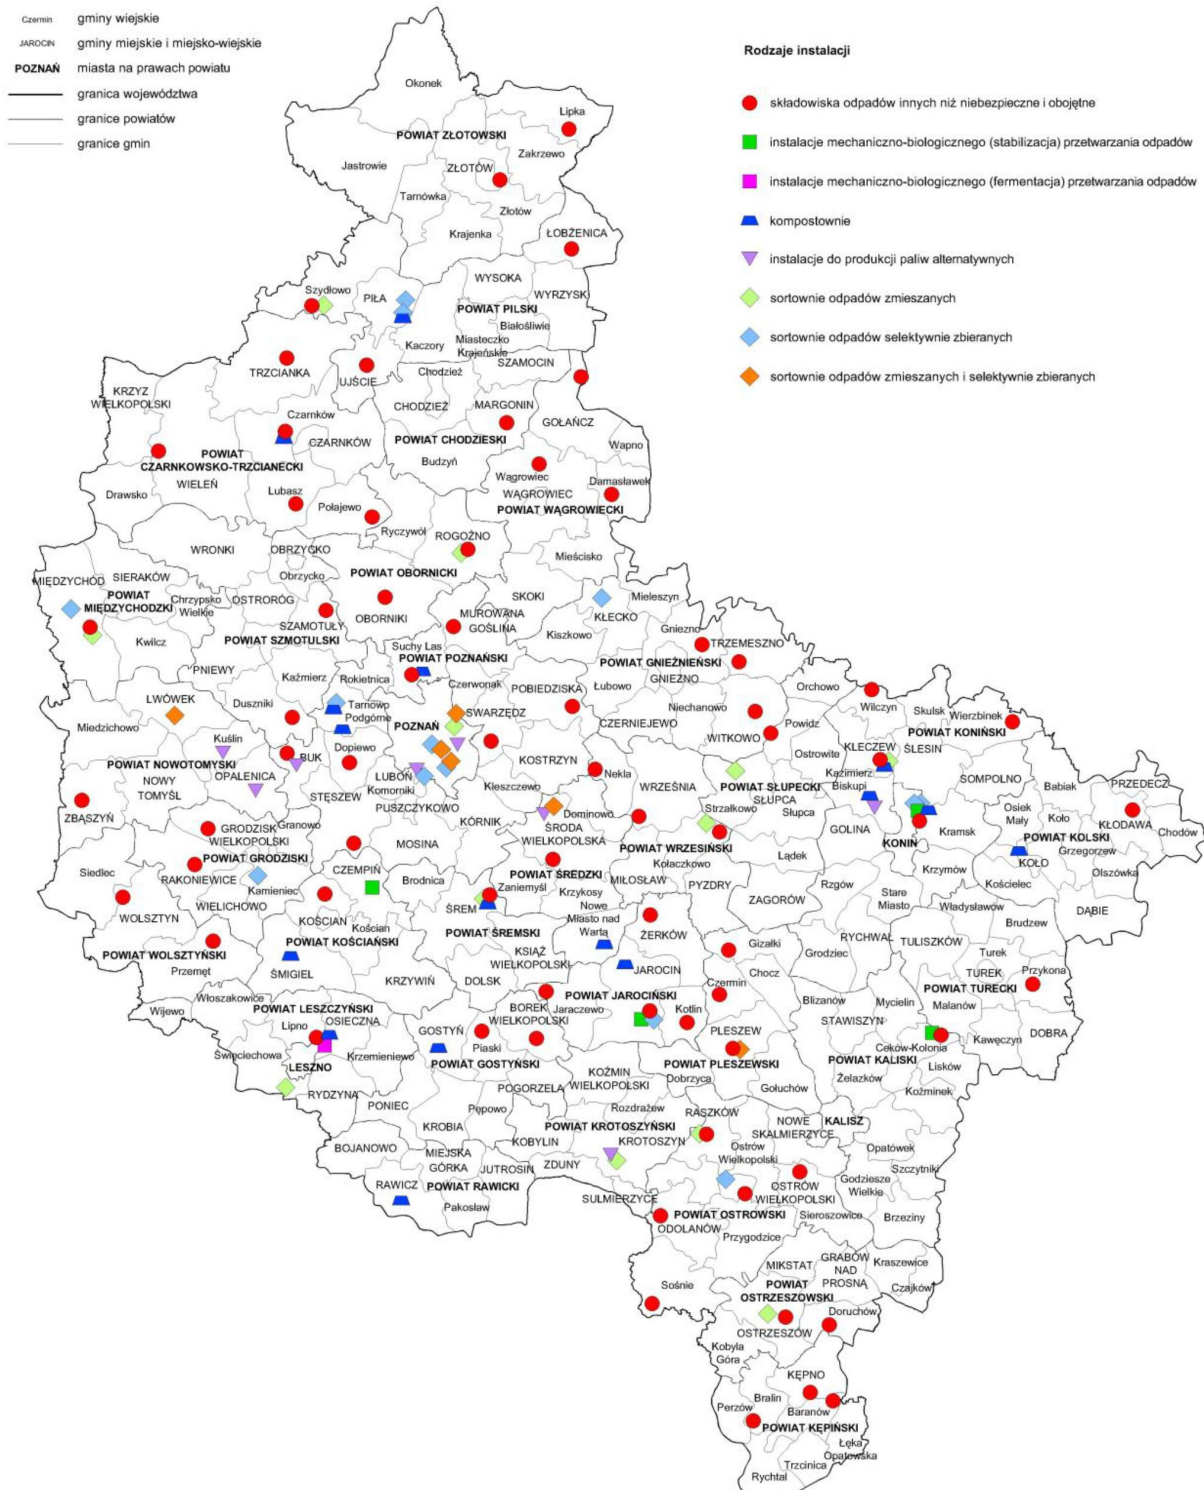 Czermin gminy wiejskie
JAROCIN gminy miejskie i miejsko-wiejskie
POZNAŃ miasta na prawach powiatu
granica województwa
granice powiatów
granice gmin
Rodzaje instalacji
składowiska odpadów innych niż niebezpieczne i obojętne
instalacje mechaniczno-biologicznego (stabilizacja) przetwarzania odpadów
instalacje mechaniczno-biologicznego (fermentacja) przetwarzania odpadów
kompostownie
instalacje do produkcji paliw alternatywnych
sortownie odpadów zmieszanych
sortownie odpadów selektywnie zbieranych
sortownie odpadów zmieszanych i selektywnie zbieranych
Okonek
Lipka
POWIAT ZŁOTOWSKI
Zakrzewo
Jastrowie
ZŁOTÓW
Tarnówka
Złotów
Krajenka
ŁOBŻENICA
WYSOKA
Szydłowo
PIŁA
WYRZYSK
POWIAT PILSKI
Białośliwie
Kaczory
Miasteczko
Krajeńskie
TRZCIANKA
UJŚCIE
Chodzież
SZAMOCIN
KRZYZ
WIELKOPOLSKI
CHODZIEŻ
MARGONIN
GOŁAŃCZ
Czarnków
CZARNKÓW
POWIAT CHODZIESKI
Wapno
POWIAT
CZARNKOWSKO-TRZCIANECKI
Budzyń
Wągrowiec
Damasławek
Drawsko
WIELEŃ
Lubasz
WĄGROWIEC
Połajewo
POWIAT WĄGROWIECKI
Ryczywół
ROGOŹNO
WRONKI
OBRZYCKO
Mieścisko
MIĘDZYCHÓD
SIERAKÓW
Obrzycko
POWIAT OBORNICKI
POWIAT
MIĘDZYCHODZKI
Chrzypsko
Wielkie
OSTRORÓG
SKOKI
Mieleszyn
SZAMOTUŁY
OBORNIKI
MUROWANA
GOŚLINA
KŁECKO
Kwilcz
POWIAT SZMOTULSKI
Kiszkowo
Gniezno
TRZEMESZNO
Suchy Las
POWIAT POZNAŃSKI
POWIAT GNIEŹNIEŃSKI
PNIEWY
Kaźmierz
Rokietnica
Czerwonak
GNIEZNO
LWÓWEK
Duszniki
POBIEDZISKA
Łubowo
Niechanowo
Orchowo
Wilczyn
Skulsk
Wierzbinek
Miedzichowo
Tarnowo
Podgórne
POZNAŃ
SWARZĘDZ
CZERNIEJEWO
WITKOWO
Powidz
POWIAT KONIŃSKI
Kuślin
BUK
Dopiewo
KOSTRZYN
Ostrowite
KLECZEW
ŚLESIN
POWIAT NOWOTOMYSKI
OPALENICA
LUBOŃ
Komorniki
Nekla
WRZEŚNIA
POWIAT SŁUPECKI
Kazimierz
Biskupi
SOMPOLNO
PRZEDECZ
NOWY
TOMYŚL
STĘSZEW
PUSZCZYKOWO
Kleszczewo
Babiak
ZBĄSZYŃ
KÓRNIK
Dominowo
Strzałkowo
SŁUPCA
Słupca
GOLINA
Osiek
Mały
Koło
KŁODAWA
Chodów
GRODZISK
WIELKOPOLSKI
Granowo
ŚRODA
WIELKOPOLSKA
POWIAT WRZESIŃSKI
KONIN
Kramsk
POWIAT KOLSKI
Grzegorzew
POWIAT GRODZISKI
MOSINA
Kołaczkowo
Lądek
KOŁO
Siedlec
RAKONIEWICE
Kamieniec
CZEMPIŃ
Brodnica
Zaniemyśl
POWIAT ŚREDZKI
MIŁOSŁAW
PYZDRY
Rzgów
Krzymów
Kościelec
Olszówka
WOLSZTYN
WIELICHOWO
KOŚCIAN
ŚREM
Krzykosy
ZAGORÓW
Stare
Miasto
Władysławów
DĄBIE
POWIAT WOLSZTYŃSKI
POWIAT KOŚCIAŃSKI
Kościan
POWIAT ŚREMSKI
Nowe
Miasto nad
Wartą
ŻERKÓW
Gizałki
RYCHWAŁ
TULISZKÓW
Brudzew
Przemęt
ŚMIGIEL
KRZYWIŃ
KSIĄŻ
WIELKOPOLSKI
JAROCIN
Grodziec
Turek
DOLSK
Chocz
TUREK
Przykona
Włoszakowice
POWIAT LESZCZYŃSKI
Czermin
POWIAT TURECKI
Wijewo
OSIECZNA
BOREK
WIELKOPOLSKI
POWIAT JAROCIŃSKI
Jaraczewo
Kotlin
Blizanów
Mycielin
Malanów
Lipno
GOSTYŃ
PLESZEW
STAWISZYN
Kawęczyn
DOBRA
Święciechowa
Krzemieniewo
Piaski
Ceków-Kolonia
LESZNO
POWIAT GOSTYŃSKI
POWIAT PLESZEWSKI
POWIAT KALISKI
Lisków
RYDZYNA
POGORZELA
KOŹMIN
WIELKOPOLSKI
Dobrzyca
Gołuchów
Żelazków
Koźminek
PONIEC
Pępowo
Rozdrażew
RASZKÓW
KROBIA
POWIAT KROTOSZYŃSKI
NOWE
SKALMIERZYCE
KALISZ
BOJANOWO
KOBYLIN
KROTOSZYN
Ostrów
Wielkopolski
Opatówek
MIEJSKA
GÓRKA
JUTROSIN
ZDUNY
Szczytniki
RAWICZ
POWIAT RAWICKI
SULMIERZYCE
OSTRÓW
WIELKOPOLSKI
Godziesze
Wielkie
Pakosław
POWIAT OSTROWSKI
Sieroszowice
Brzeziny
ODOLANÓW
Przygodzice
MIKSTAT
GRABÓW
NAD
PROSNĄ
Kraszewice
Sośnie
POWIAT
OSTRZESZOWSKI
Czajków
Doruchów
OSTRZESZÓW
Kobyla
Góra
KĘPNO
Bralin
Perzów
Baranów
POWIAT KĘPIŃSKI
Łęka
Opatowska
Trzcinica
Rychtal